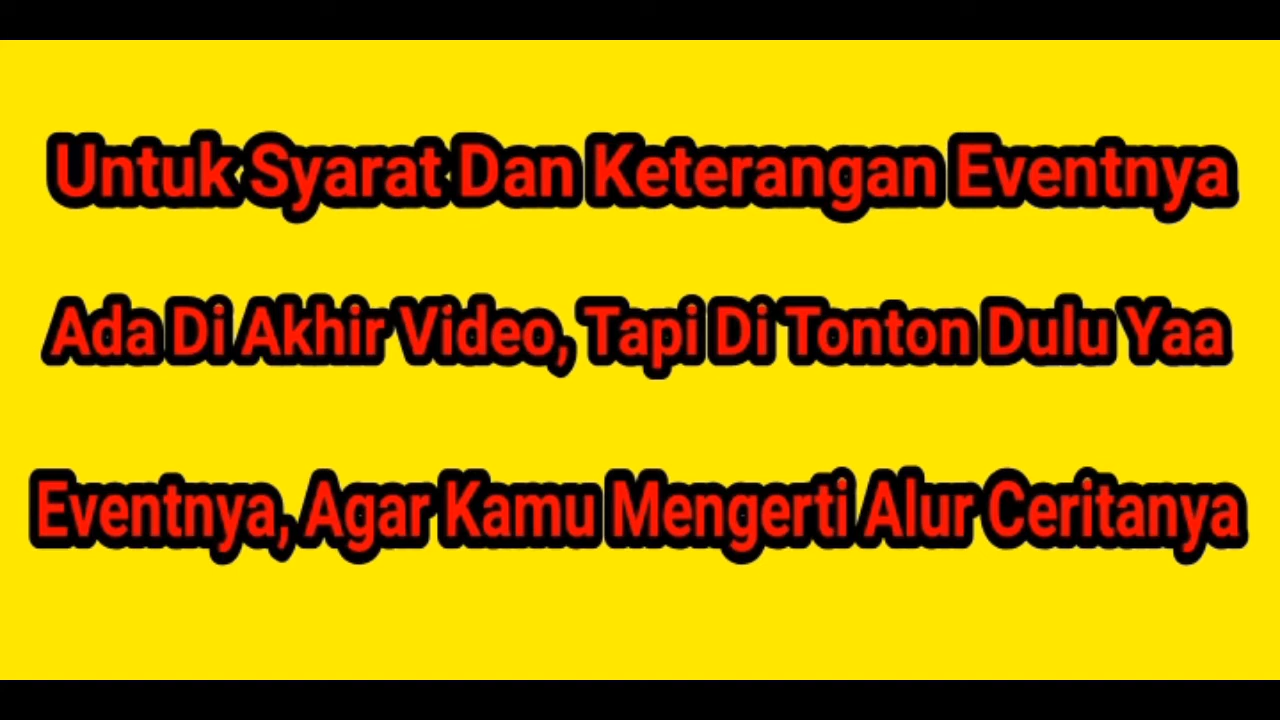 Untuk Syarat Dan Keterangan Eventnya
Ada Di Akhir Video, Tapi Di Tonton Dulu Yaa
Eventnya, Agar Kamu Mengerti Alur Ceritanya